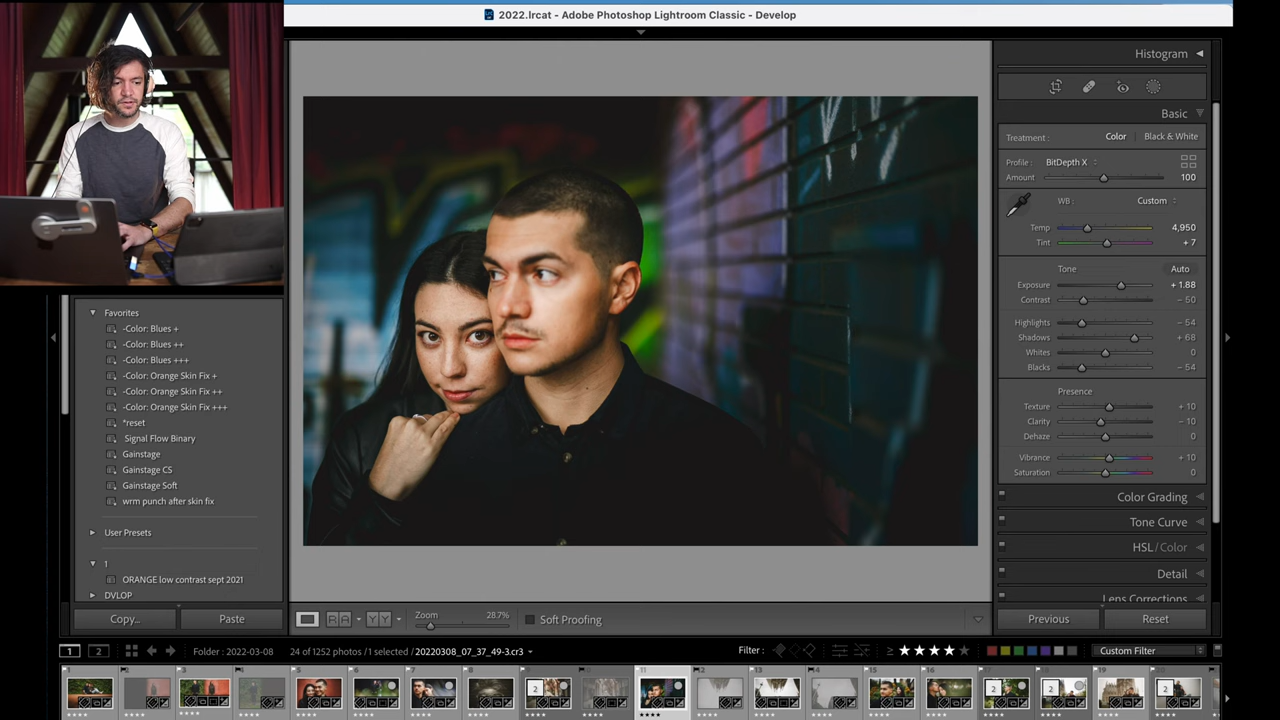 2022.lrcat - Adobe Photoshop Lightroom Classic - Develop
Histogram
Basic
Treatment :
Color
Black & White
Profile :
BitDepth X
Amount
100
WB :
Custom
Temp
4,950
Tint
+ 7
Tone
Auto
Exposure
+ 1.88
Contrast
– 50
Highlights
– 54
Shadows
+ 68
Whites
0
Blacks
– 54
Presence
Texture
+ 10
Clarity
– 10
Dehaze
0
Vibrance
+ 10
Saturation
0
Color Grading
Tone Curve
HSL / Color
Detail
Lens Corrections
Previous
Reset
Favorites
-Color: Blues +
-Color: Blues ++
-Color: Blues +++
-Color: Orange Skin Fix +
-Color: Orange Skin Fix ++
-Color: Orange Skin Fix +++
*reset
Signal Flow Binary
Gainstage
Gainstage CS
Gainstage Soft
wrm punch after skin fix
User Presets
1
ORANGE low contrast sept 2021
DVLOP
Copy...
Paste
R A
Y Y
Zoom
28.7%
Soft Proofing
1
2
Folder : 2022-03-08
24 of 1252 photos / 1 selected / 20220308_07_37_49-3.cr3
Filter :
≥ ★★★★★
Custom Filter